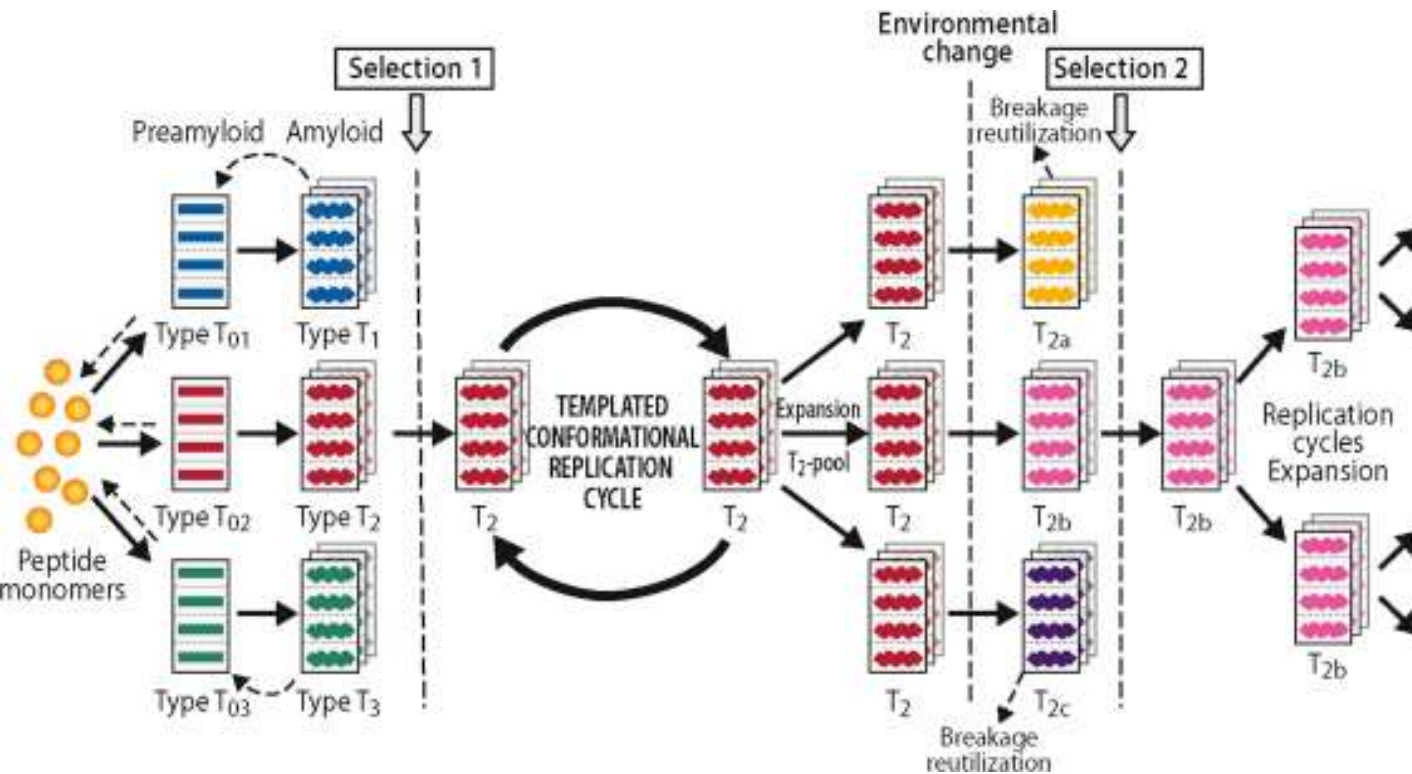 Environmental
change
Selection 1
Selection 2
Breakage
reutilization
Preamyloid Amyloid
Type T01 Type T1
T2 T2a
T2b
TEMPLATED
CONFORMATIONAL
REPLICATION
CYCLE
Expansion
T2-pool
Replication
cycles
Expansion
Type T02 Type T2
T2 T2 T2 T2b T2b
Peptide
monomers
Type T03 Type T3
T2 T2c
T2b
Breakage
reutilization